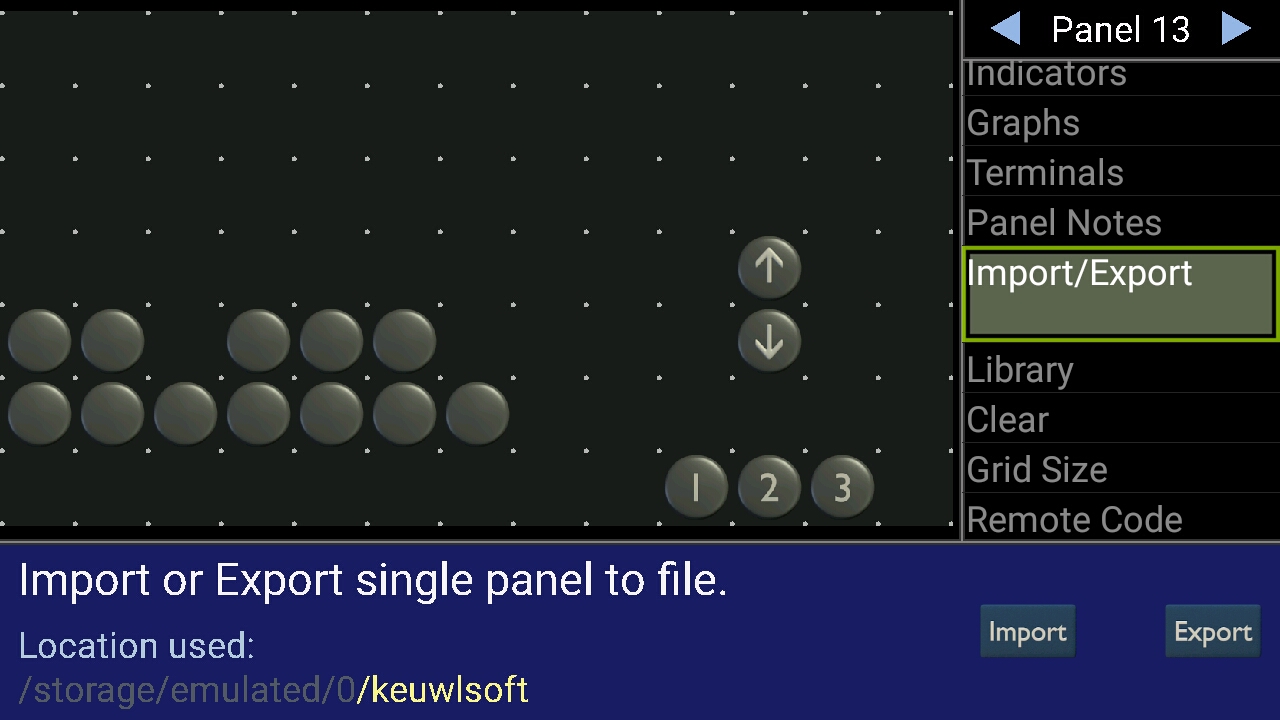 Panel 13
Indicators
Graphs
Terminals
Panel Notes
Import/Export
Library
Clear
Grid Size
Remote Code
1 2 3
Import or Export single panel to file.
Location used:
/storage/emulated/0/keuwlsoft
Import Export